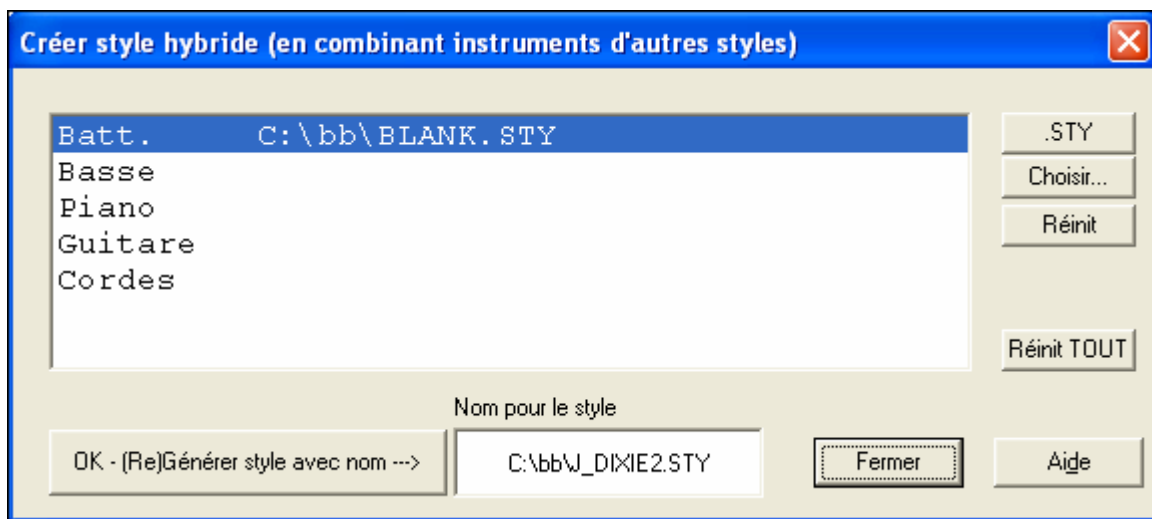 Créer style hybride (en combinant instruments d'autres styles)
Batt. C:\bb\BLANK.STY
Basse
Piano
Guitare
Cordes
.STY
Choisir...
Réinit
Réinit TOUT
Nom pour le style
OK - (Re)Générer style avec nom --->
C:\bb\J_DIXIE2.STY
Fermer
Aide